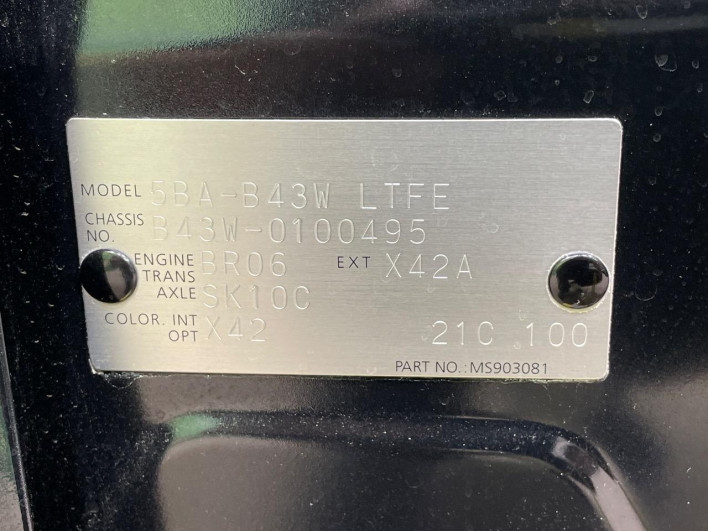 MODEL 5BA-B43W LTFE
CHASSIS NO. B43W-0100495
ENGINE BR06 EXT X42A
TRANS AXLE SK10C
COLOR. INT X42
OPT 21C 100
PART NO.:MS903081